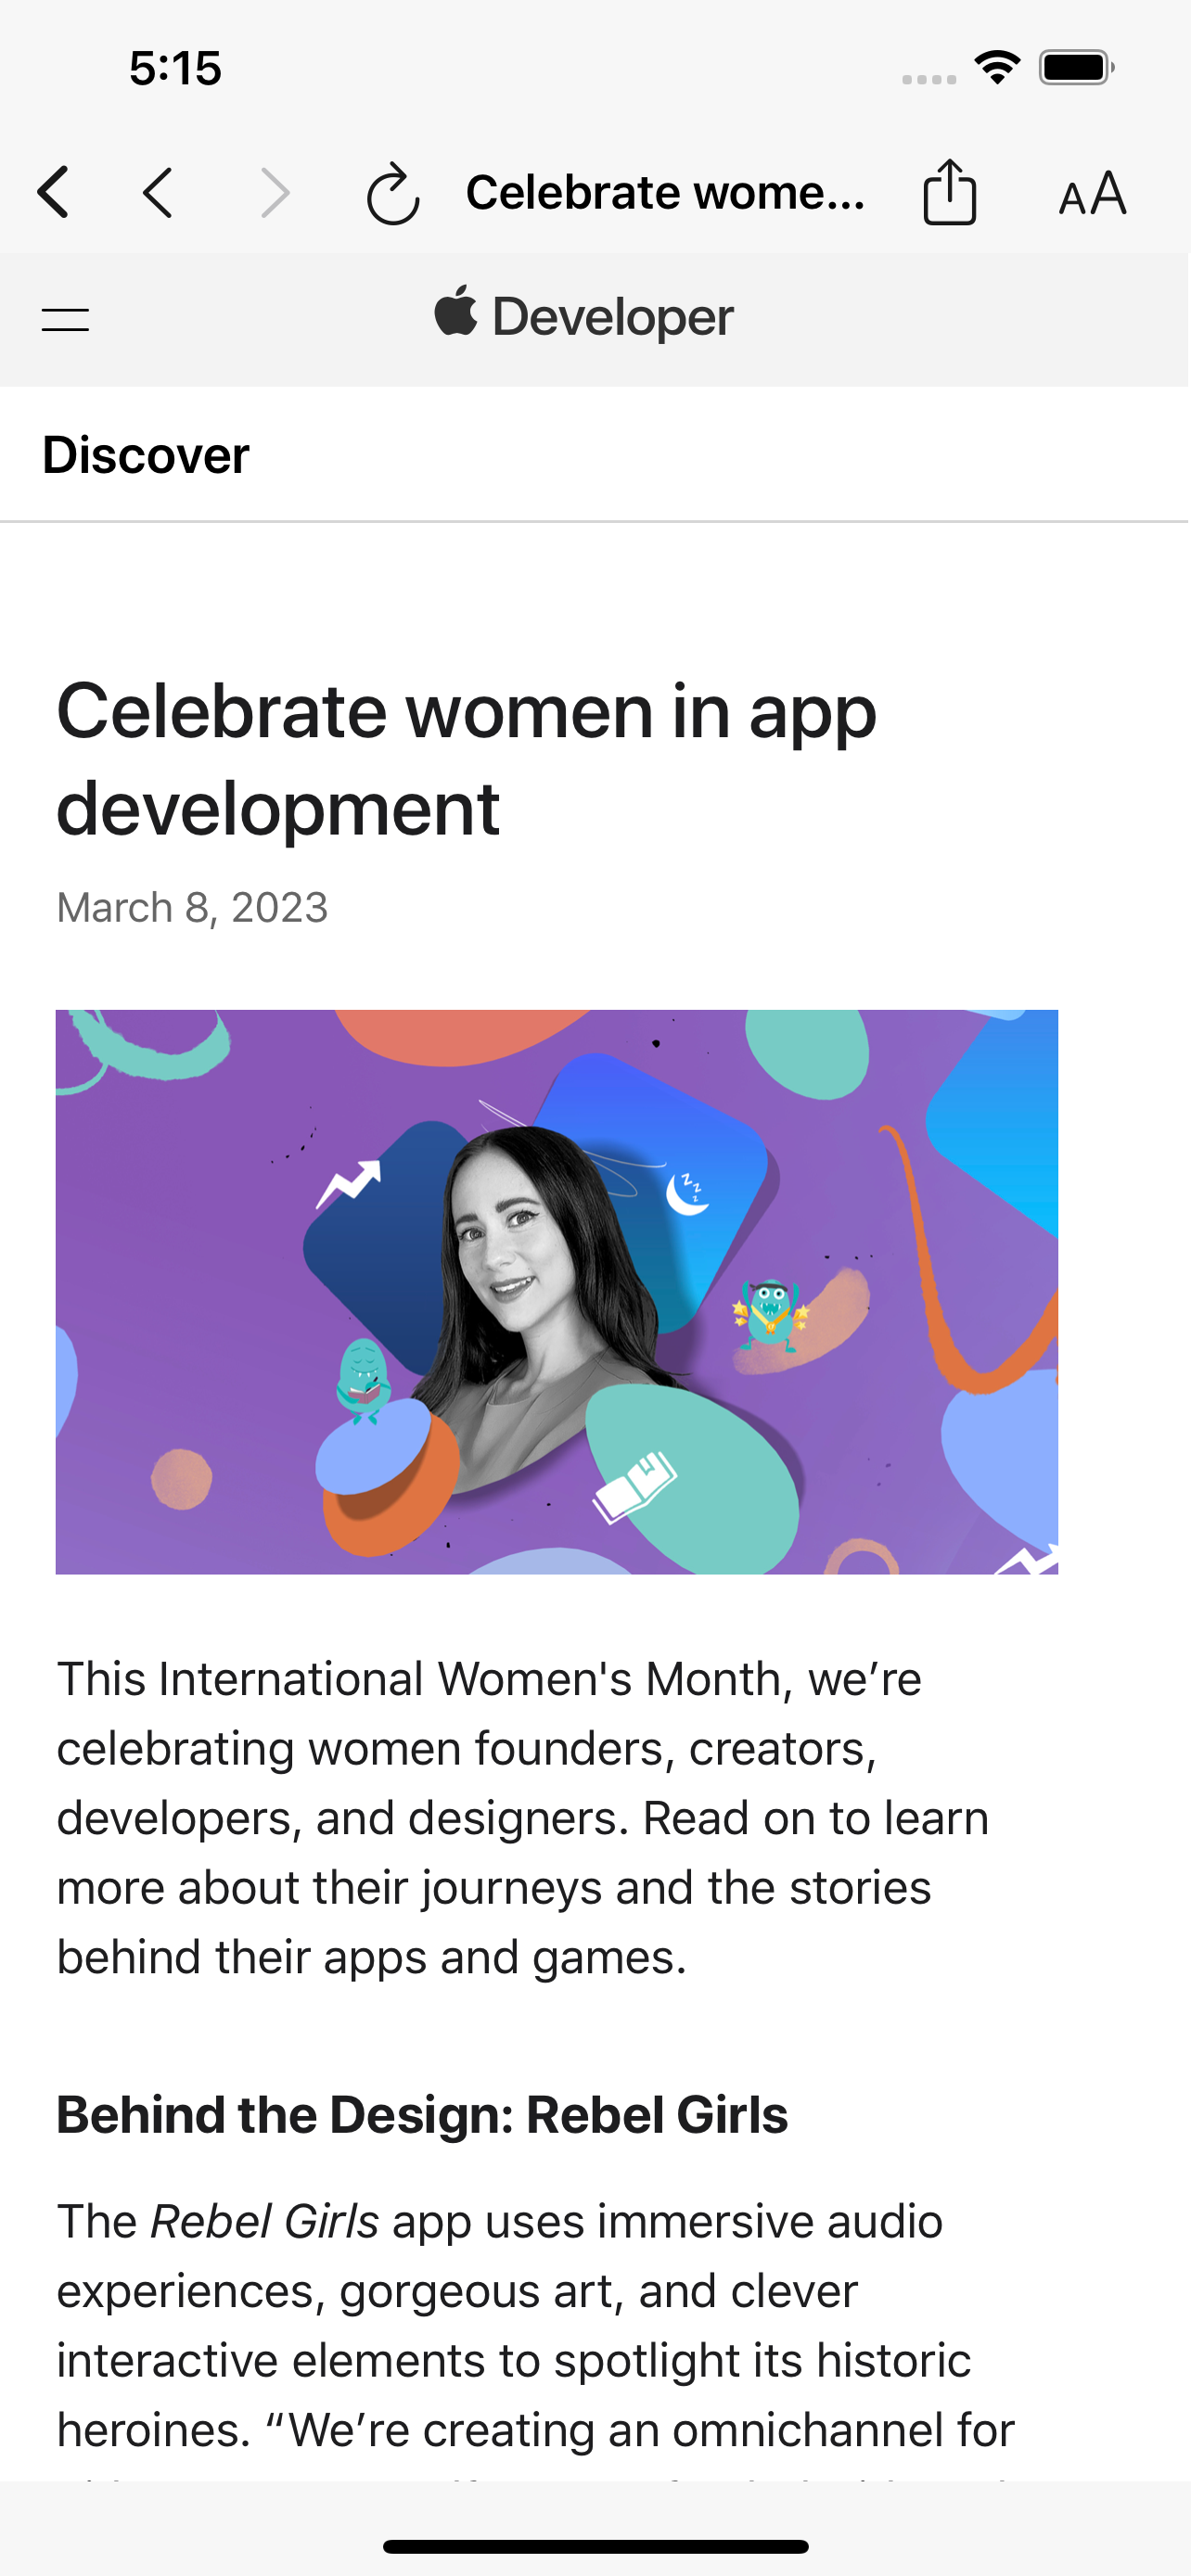 5:15
Celebrate wome...
Developer
Discover
Celebrate women in app
development
March 8, 2023
z
z
z
This International Women's Month, we’re
celebrating women founders, creators,
developers, and designers. Read on to learn
more about their journeys and the stories
behind their apps and games.
Behind the Design: Rebel Girls
The Rebel Girls app uses immersive audio
experiences, gorgeous art, and clever
interactive elements to spotlight its historic
heroines. “We’re creating an omnichannel for